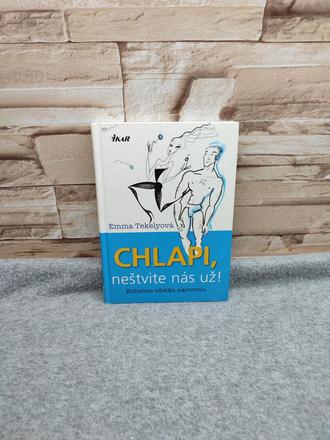 IKAR
Emma Tekelyová
CHLAPI,
neštvite nás už!
Konečne všetko narovinu